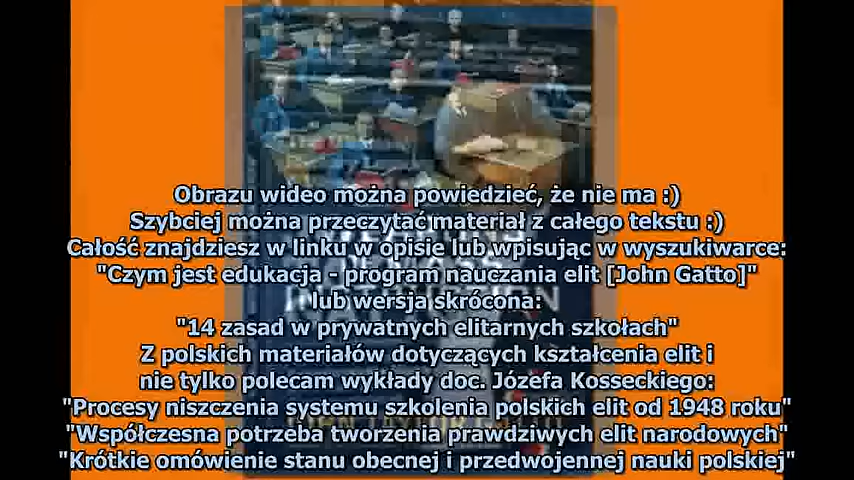 Obrazu wideo można powiedzieć, że nie ma :)
Szybciej można przeczytać materiał z całego tekstu :)
Całość znajdziesz w linku w opisie lub wpisując w wyszukiwarce:
"Czym jest edukacja - program nauczania elit [John Gatto]"
lub wersja skrócona:
"14 zasad w prywatnych elitarnych szkołach"
Z polskich materiałów dotyczących kształcenia elit i
nie tylko polecam wykłady doc. Józefa Kosseckiego:
"Procesy niszczenia systemu szkolenia polskich elit od 1948 roku"
"Współczesna potrzeba tworzenia prawdziwych elit narodowych"
"Krótkie omówienie stanu obecnej i przedwojennej nauki polskiej"